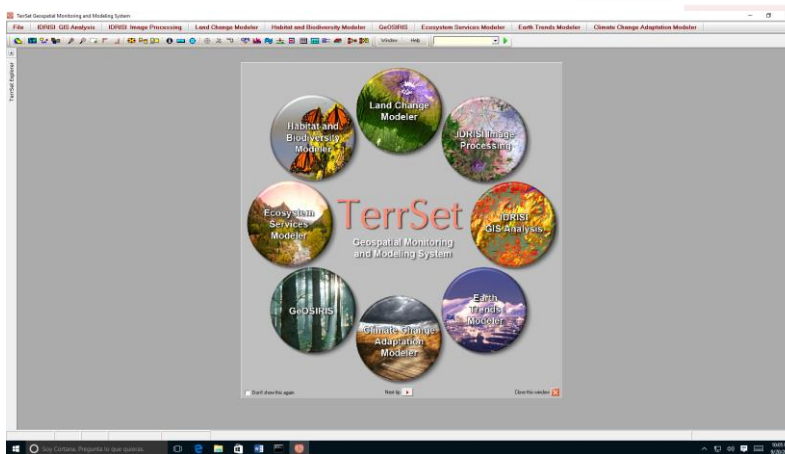 TerrSet Geospatial Monitoring and Modeling System
File IDRISI GIS Analysis IDRISI Image Processing Land Change Modeler Habitat and Biodiversity Modeler GeOSIRIS Ecosystem Services Modeler Earth Trends Modeler Climate Change Adaptation Modeler
Window Help
TerrSet Explorer
Land Change
Modeler
Habitat and
Biodiversity
Modeler
IDRISI Image
Processing
Ecosystem
Services
Modeler
TerrSet
Geospatial Monitoring
and Modeling System
IDRISI
GIS Analysis
GeOSIRIS
Earth
Trends
Modeler
Climate Change
Adaptation
Modeler
Don't show this again
Next tip
Close this window
Soy Cortana. Pregunta lo que quieras.